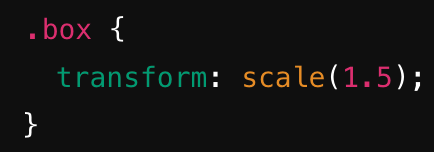 .box {
  transform: scale(1.5);
}